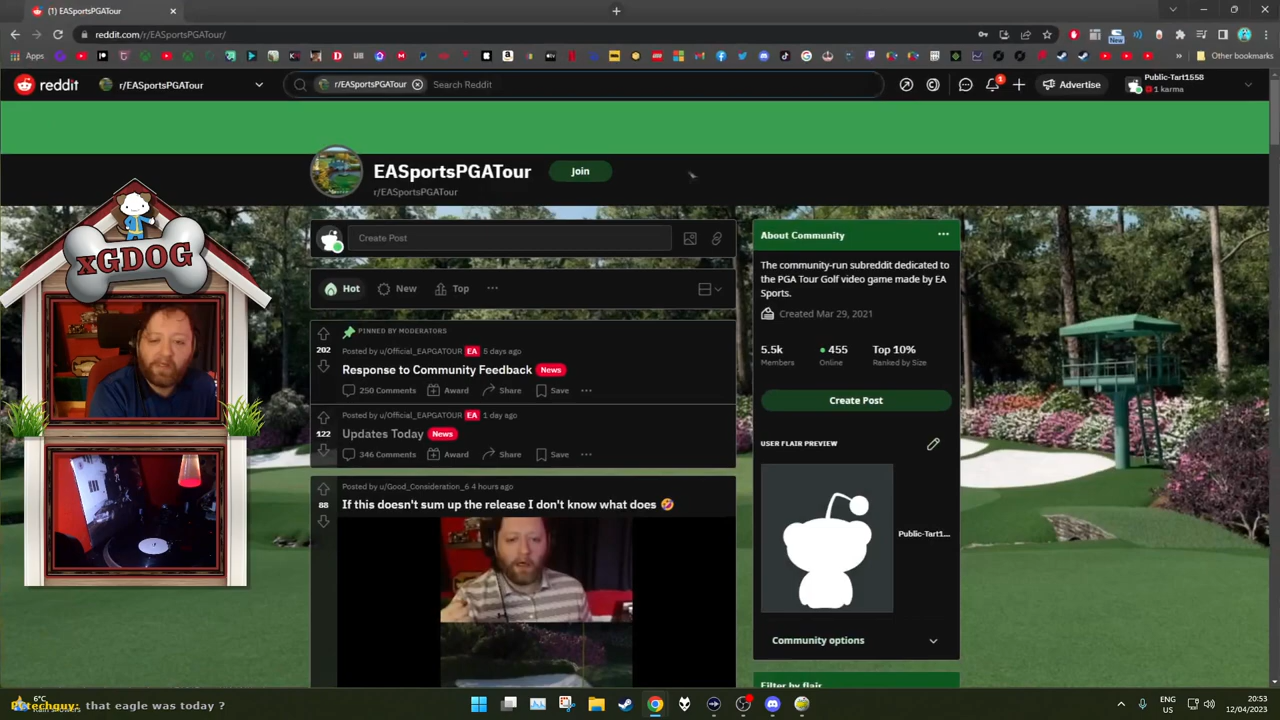 (1) EASportsPGATour
reddit.com/r/EASportsPGATour/
Apps
Other bookmarks
reddit
r/EASportsPGATour
r/EASportsPGATour
Search Reddit
1
Advertise
Public-Tart1558
1 karma
EASportsPGATour
Join
r/EASportsPGATour
xGDOG
Create Post
Hot
New
Top
PINNED BY MODERATORS
202
Posted by u/Official_EAPGATOUR EA 5 days ago
Response to Community Feedback News
250 Comments
Award
Share
Save
122
Posted by u/Official_EAPGATOUR EA 1 day ago
Updates Today News
346 Comments
Award
Share
Save
Posted by u/Good_Consideration_6 4 hours ago
88
If this doesn't sum up the release I don't know what does 🤣
About Community
The community-run subreddit dedicated to
the PGA Tour Golf video game made by EA
Sports.
Created Mar 29, 2021
5.5k
Members
455
Online
Top 10%
Ranked by Size
Create Post
USER FLAIR PREVIEW
Public-Tart1...
Community options
Filter by flair
6°C
that eagle was today ?
ENG
US
20:53
12/04/2023